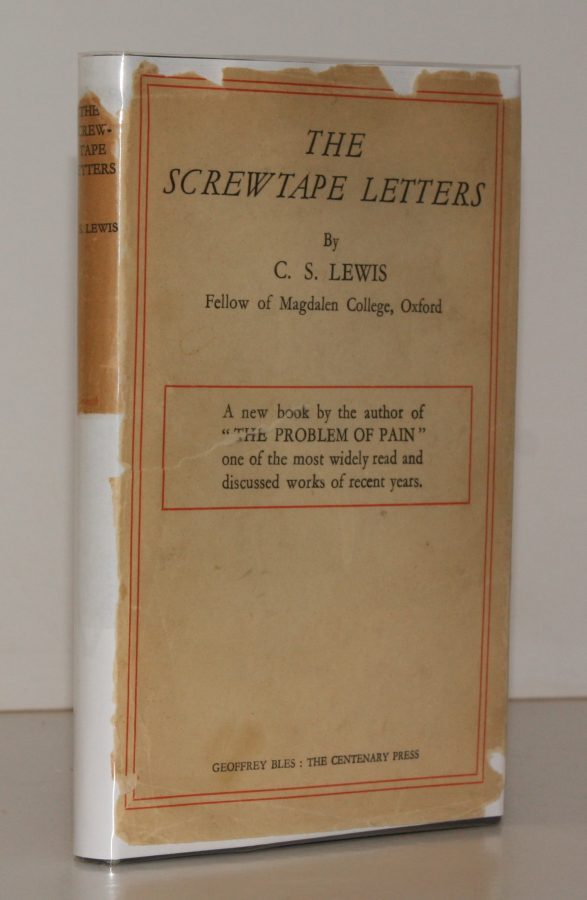 THE
SCREWTAPE LETTERS
By
C. S. LEWIS
Fellow of Magdalen College, Oxford
A new book by the author of
“THE PROBLEM OF PAIN”
one of the most widely read and
discussed works of recent years.
GEOFFREY BLES : THE CENTENARY PRESS
THE
CREW-
TAPE
TTERS
S. LEWIS